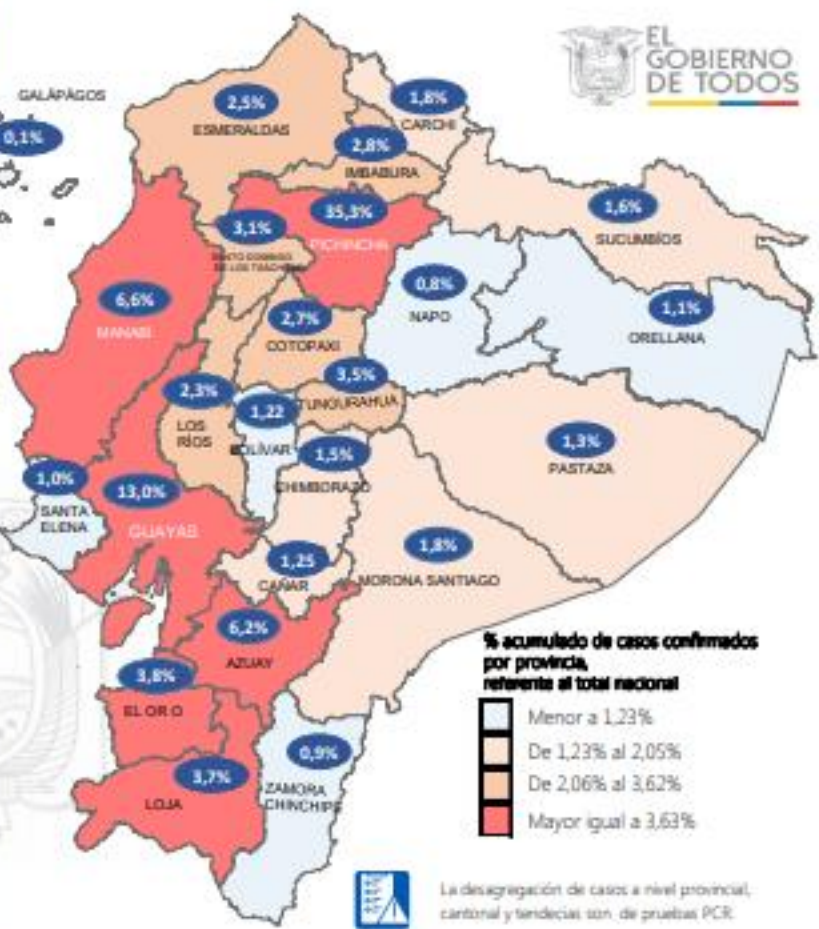 EL
GOBIERNO
DE TODOS
GALÁPAGOS
0,1%
2,5%
ESMERALDAS
1,8%
CARCHI
2,8%
IMBABURA
35,3%
PICHINCHA
3,1%
SANTO DOMINGO
DE LOS
1,6%
SUCUMBÍOS
0,8%
NAPO
1,1%
ORELLANA
6,6%
MANABI
2,7%
COTOPAXI
3,5%
TUNGURAHUA
2,3%
LOS
RÍOS
1,22
BOLÍVAR
1,5%
CHIMBORAZO
1,3%
PASTAZA
1,0%
SANTA
ELENA
13,0%
GUAYAS
1,25
CAÑAR
1,8%
MORONA SANTIAGO
6,2%
AZUAY
3,8%
EL ORO
3,7%
LOJA
0,9%
ZAMORA
CHINCHIPE
% acumulado de casos confirmados
por provincia,
referente al total nacional
Menor a 1,23%
De 1,23% al 2,05%
De 2,06% al 3,62%
Mayor igual a 3,63%
La desagregación de casos a nivel provincial,
cantonal y tendecias son de pruebas PCR